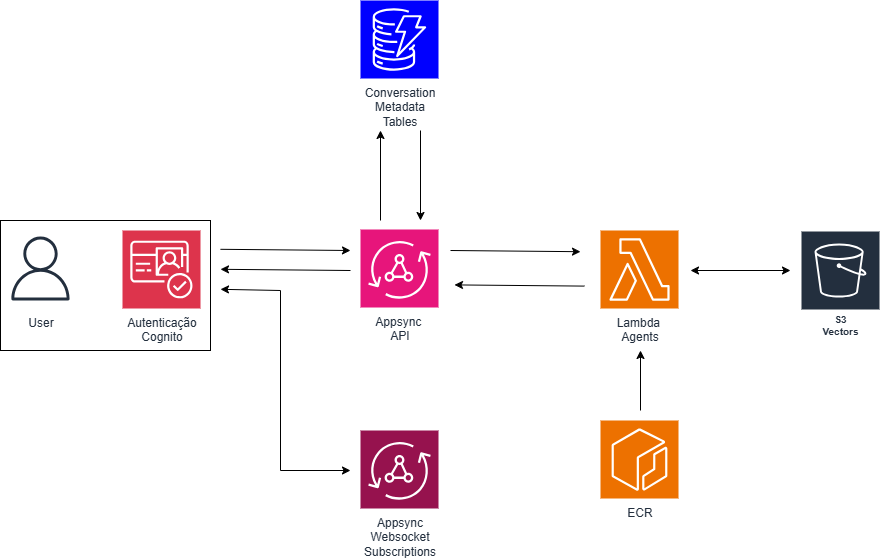 Conversation
Metadata
Tables
User
Autenticação
Cognito
Appsync
API
Lambda
Agents
S3
Vectors
Appsync
Websocket
Subscriptions
ECR